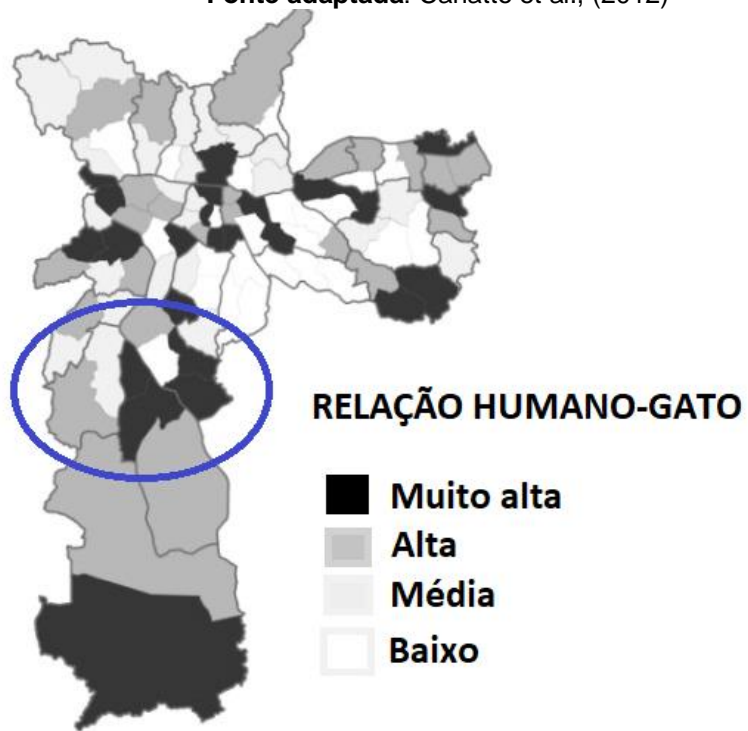 Fonte adaptada: Canatto et al., (2012)
RELAÇÃO HUMANO-GATO
Muito alta
Alta
Média
Baixo